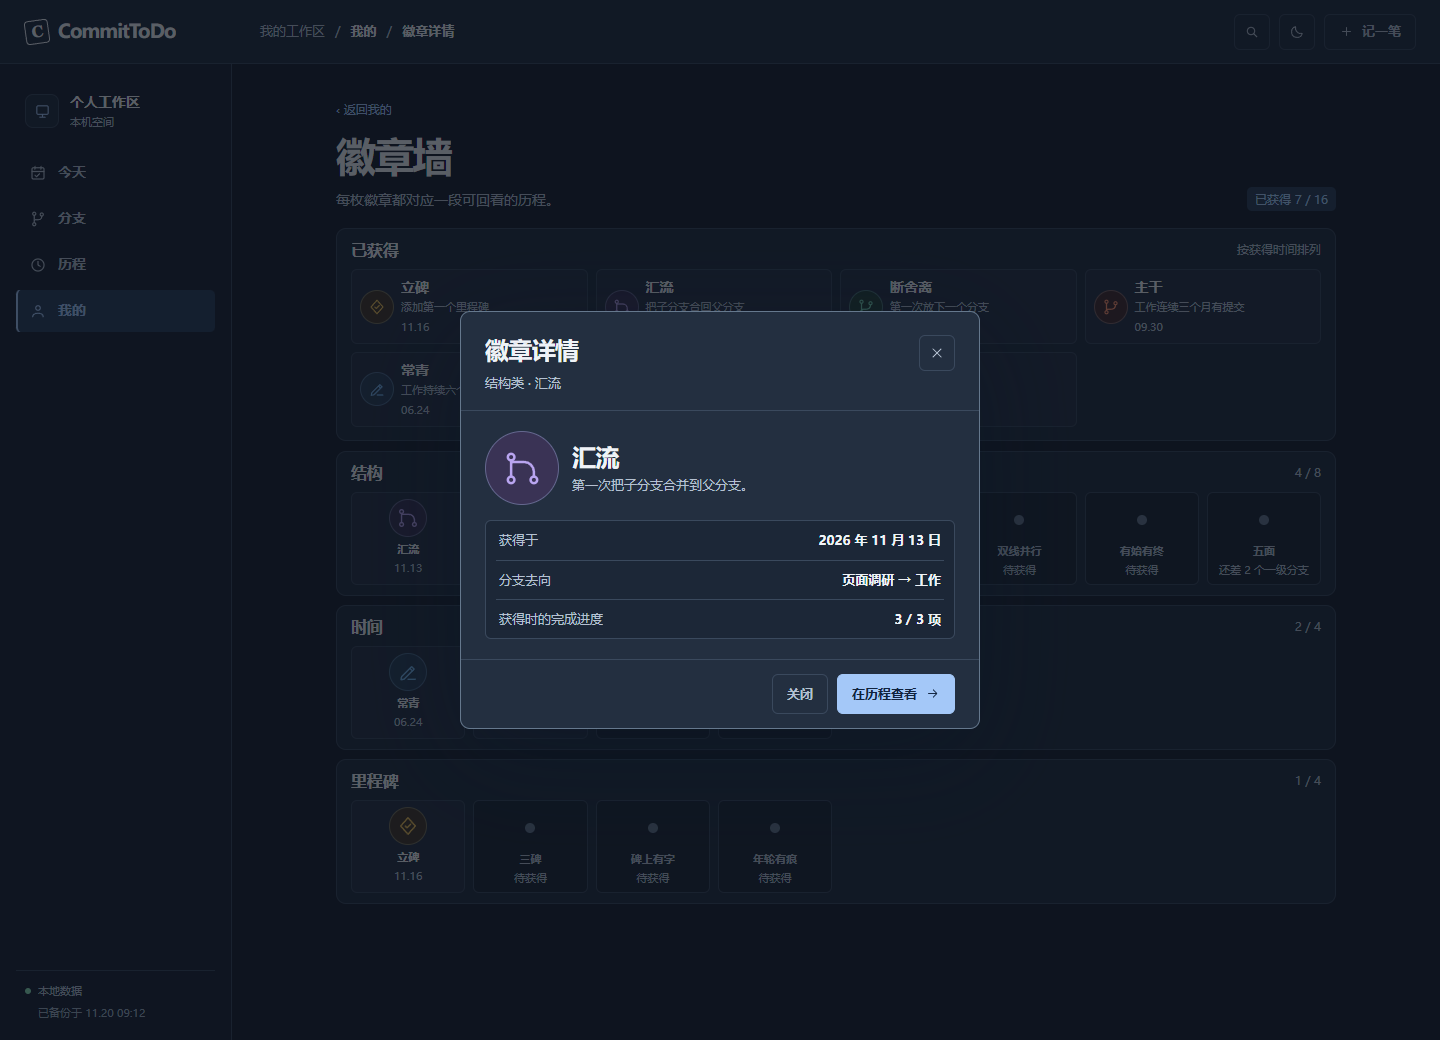 C CommitToDo
我的工作区 / 我的 / 徽章详情
+ 记一笔
个人工作区
本机空间
今天
分支
历程
我的
‹ 返回我的
徽章墙
每枚徽章都对应一段可回看的历程。
已获得 7 / 16
已获得
按获得时间排列
立碑
添加第一个里程碑
11.16
汇流
把子分支合回父分支
断舍离
第一次放下一个分支
主干
工作连续三个月有提交
09.30
常青
工作持续六
06.24
徽章详情
结构类 · 汇流
汇流
第一次把子分支合并到父分支。
获得于
2026 年 11 月 13 日
分支去向
页面调研 → 工作
获得时的完成进度
3 / 3 项
关闭
在历程查看 →
结构
4 / 8
汇流
11.13
双线并行
待获得
有始有终
待获得
五面
还差 2 个一级分支
时间
2 / 4
常青
06.24
里程碑
1 / 4
立碑
11.16
三碑
待获得
碑上有字
待获得
年轮有痕
待获得
本地数据
已备份于 11.20 09:12